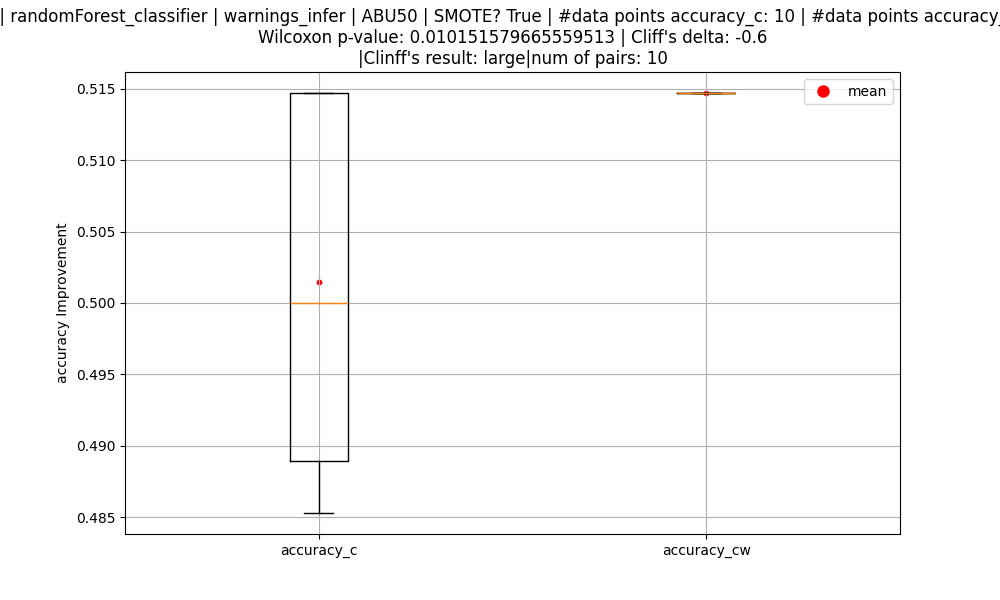 | randomForest_classifier | warnings_infer | ABU50 | SMOTE? True | #data points accuracy_c: 10 | #data points accuracy_
Wilcoxon p-value: 0.010151579665559513 | Cliff's delta: -0.6
|Clinff's result: large|num of pairs: 10
mean
0.515
0.510
0.505
0.500
0.495
0.490
0.485
accuracy Improvement
accuracy_c
accuracy_cw